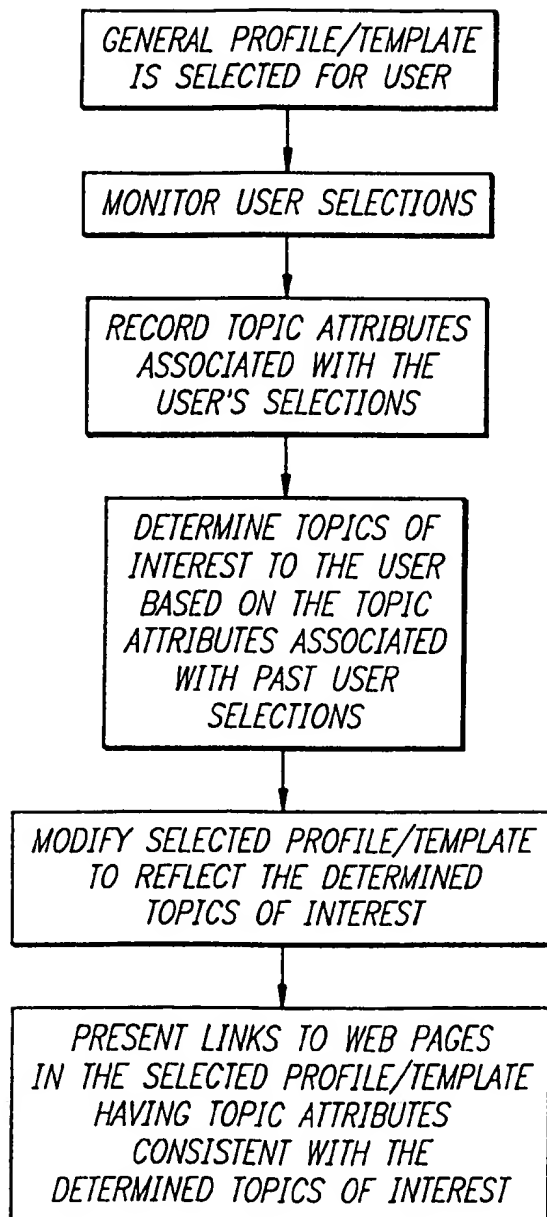 GENERAL PROFILE/TEMPLATE
IS SELECTED FOR USER
MONITOR USER SELECTIONS
RECORD TOPIC ATTRIBUTES
ASSOCIATED WITH THE
USER'S SELECTIONS
DETERMINE TOPICS OF
INTEREST TO THE USER
BASED ON THE TOPIC
ATTRIBUTES ASSOCIATED
WITH PAST USER
SELECTIONS
MODIFY SELECTED PROFILE/TEMPLATE
TO REFLECT THE DETERMINED
TOPICS OF INTEREST
PRESENT LINKS TO WEB PAGES
IN THE SELECTED PROFILE/TEMPLATE
HAVING TOPIC ATTRIBUTES
CONSISTENT WITH THE
DETERMINED TOPICS OF INTEREST